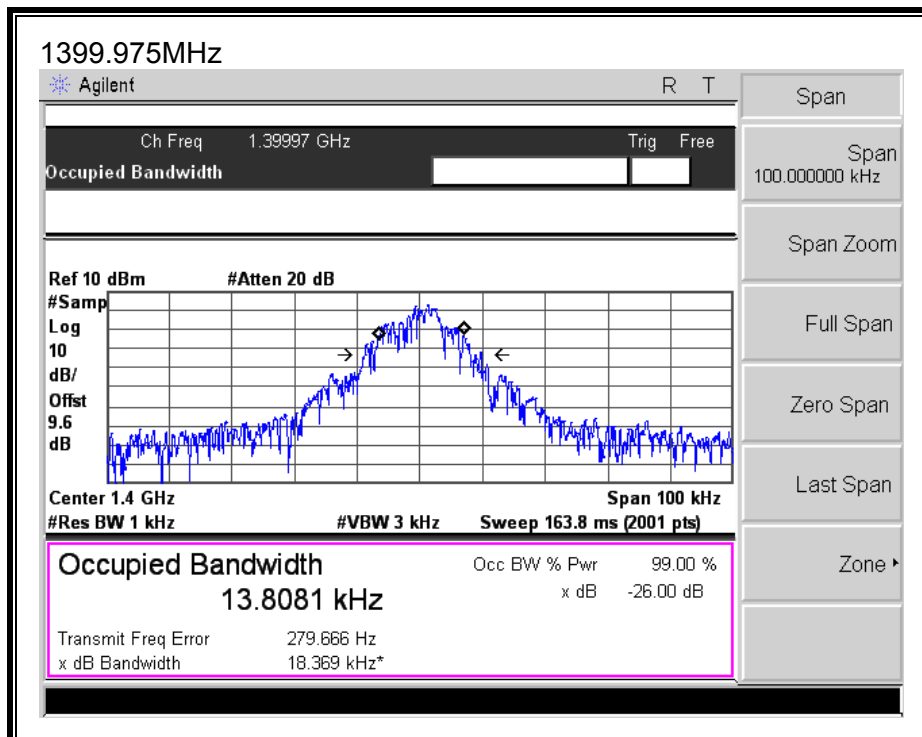 1399.975MHz
Agilent R T
Ch Freq 1.39997 GHz Trig Free
Occupied Bandwidth
Ref 10 dBm #Atten 20 dB
#Samp
Log
10
dB/
Offst
9.6
dB
Center 1.4 GHz Span 100 kHz
#Res BW 1 kHz #VBW 3 kHz Sweep 163.8 ms (2001 pts)
Occupied Bandwidth Occ BW % Pwr 99.00 %
13.8081 kHz x dB -26.00 dB
Transmit Freq Error 279.666 Hz
x dB Bandwidth 18.369 kHz*
Span
Span
100.000000 kHz
Span Zoom
Full Span
Zero Span
Last Span
Zone